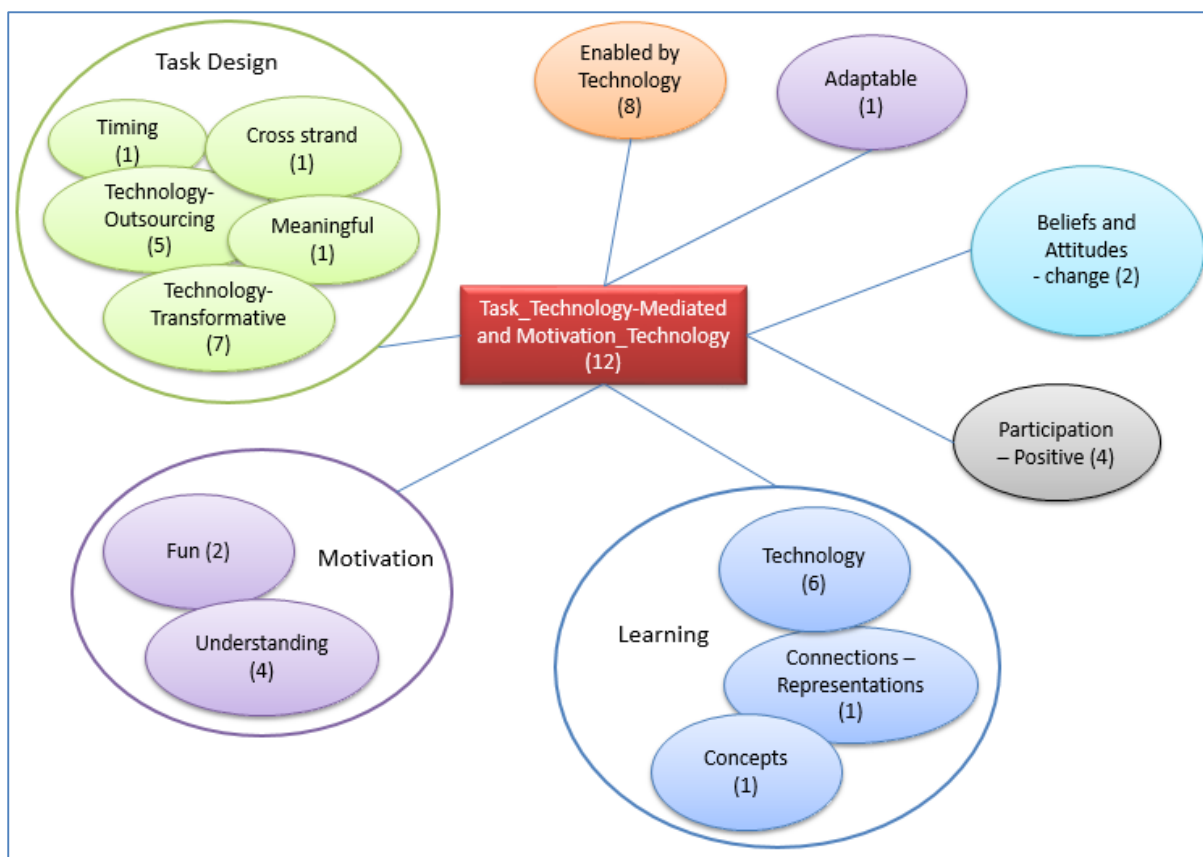 Task Design
Timing
(1)
Cross strand
(1)
Technology-
Outsourcing
(5)
Meaningful
(1)
Technology-
Transformative
(7)
Enabled by
Technology
(8)
Adaptable
(1)
Beliefs and
Attitudes
- change (2)
Task_Technology-Mediated
and Motivation_Technology
(12)
Participation
– Positive (4)
Fun (2)
Motivation
Understanding
(4)
Technology
(6)
Learning
Connections –
Representations
(1)
Concepts
(1)